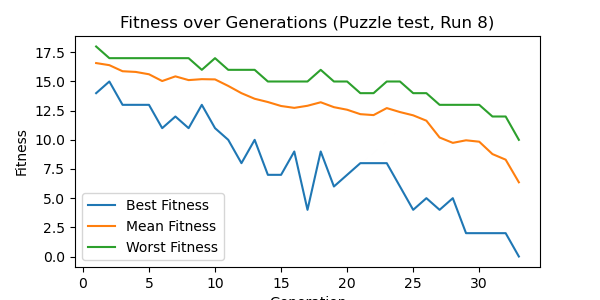 Fitness over Generations (Puzzle test, Run 8)
17.5
15.0
12.5
10.0
7.5
5.0
2.5
0.0
Fitness
Best Fitness
Mean Fitness
Worst Fitness
0 5 10 15 20 25 30
Generation